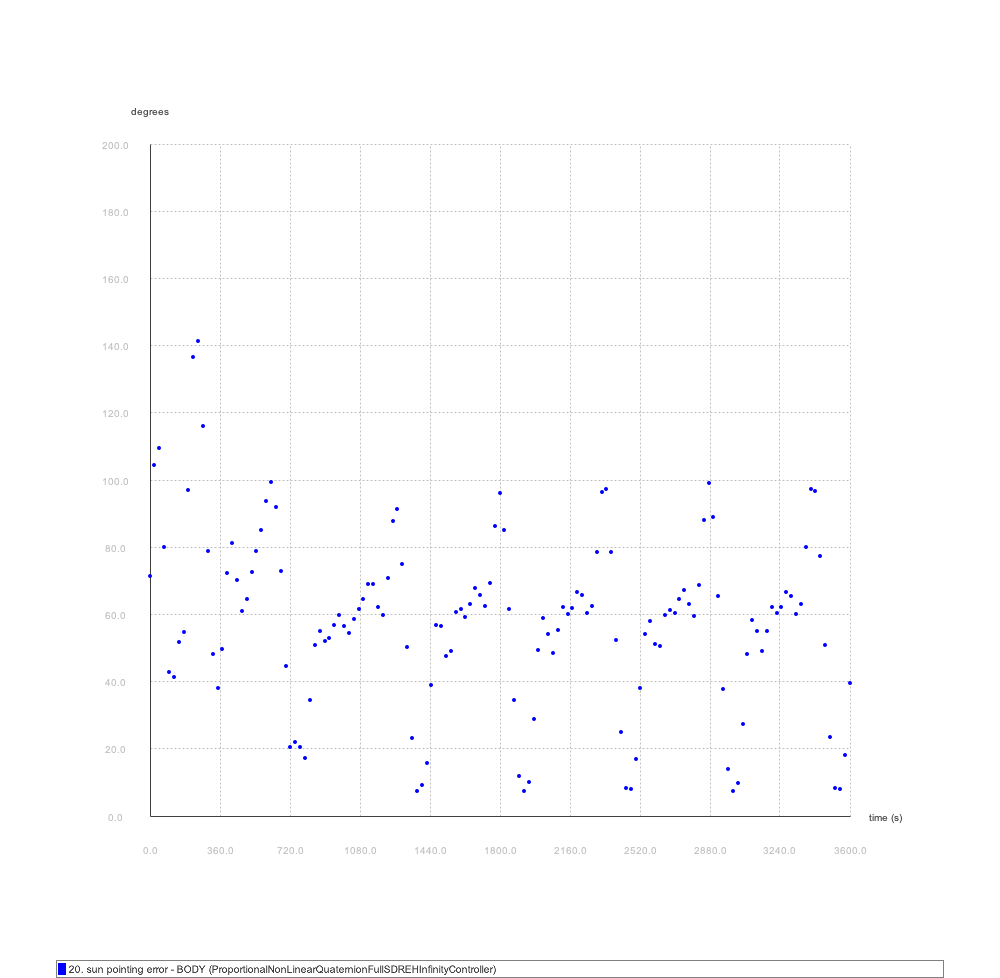 degrees
200.0
180.0
160.0
140.0
120.0
100.0
80.0
60.0
40.0
20.0
0.0
time (s)
0.0 360.0 720.0 1080.0 1440.0 1800.0 2160.0 2520.0 2880.0 3240.0 3600.0
20. sun pointing error - BODY (ProportionalNonLinearQuaternionFullSDREHInfinityController)